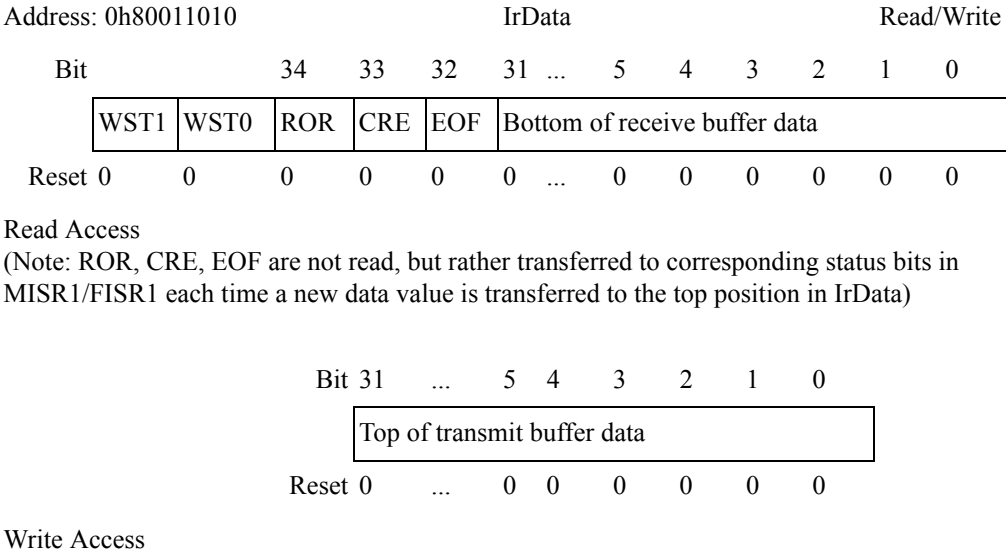 Address: 0h80011010 IrData Read/Write
Bit 34 33 32 31 ... 5 4 3 2 1 0
WST1 WST0 ROR CRE EOF Bottom of receive buffer data
Reset 0 0 0 0 0 0 ... 0 0 0 0 0 0
Read Access
(Note: ROR, CRE, EOF are not read, but rather transferred to corresponding status bits in
MISR1/FISR1 each time a new data value is transferred to the top position in IrData)
Bit 31 ... 5 4 3 2 1 0
Top of transmit buffer data
Reset 0 ... 0 0 0 0 0 0
Write Access